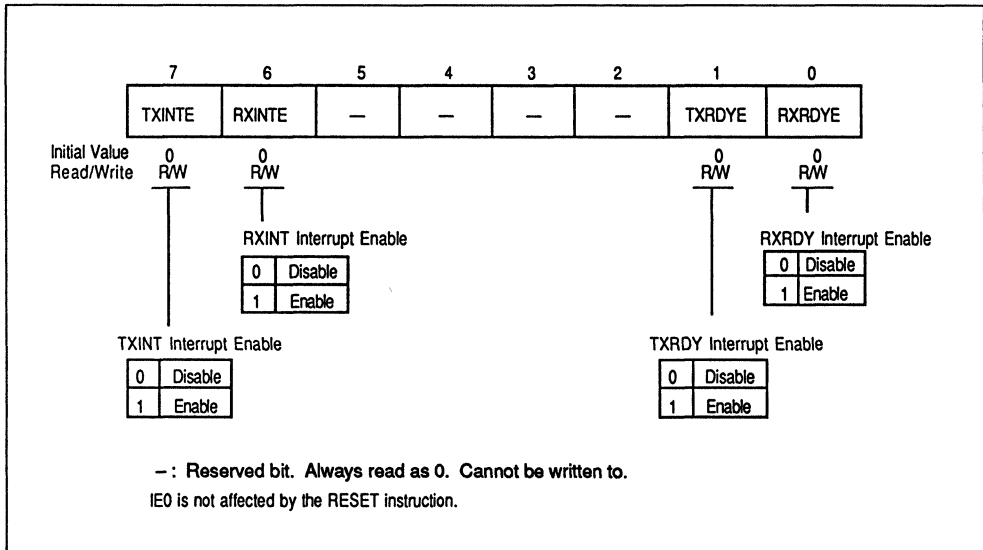 7 6 5 4 3 2 1 0
TXINTE RXINTE – – – – TXRDYE RXRDYE
Initial Value 0 0 0 0
Read/Write R/W R/W R/W R/W
RXINT Interrupt Enable
0 Disable
1 Enable
RXRDY Interrupt Enable
0 Disable
1 Enable
TXINT Interrupt Enable
0 Disable
1 Enable
TXRDY Interrupt Enable
0 Disable
1 Enable
– : Reserved bit. Always read as 0. Cannot be written to.
IE0 is not affected by the RESET instruction.